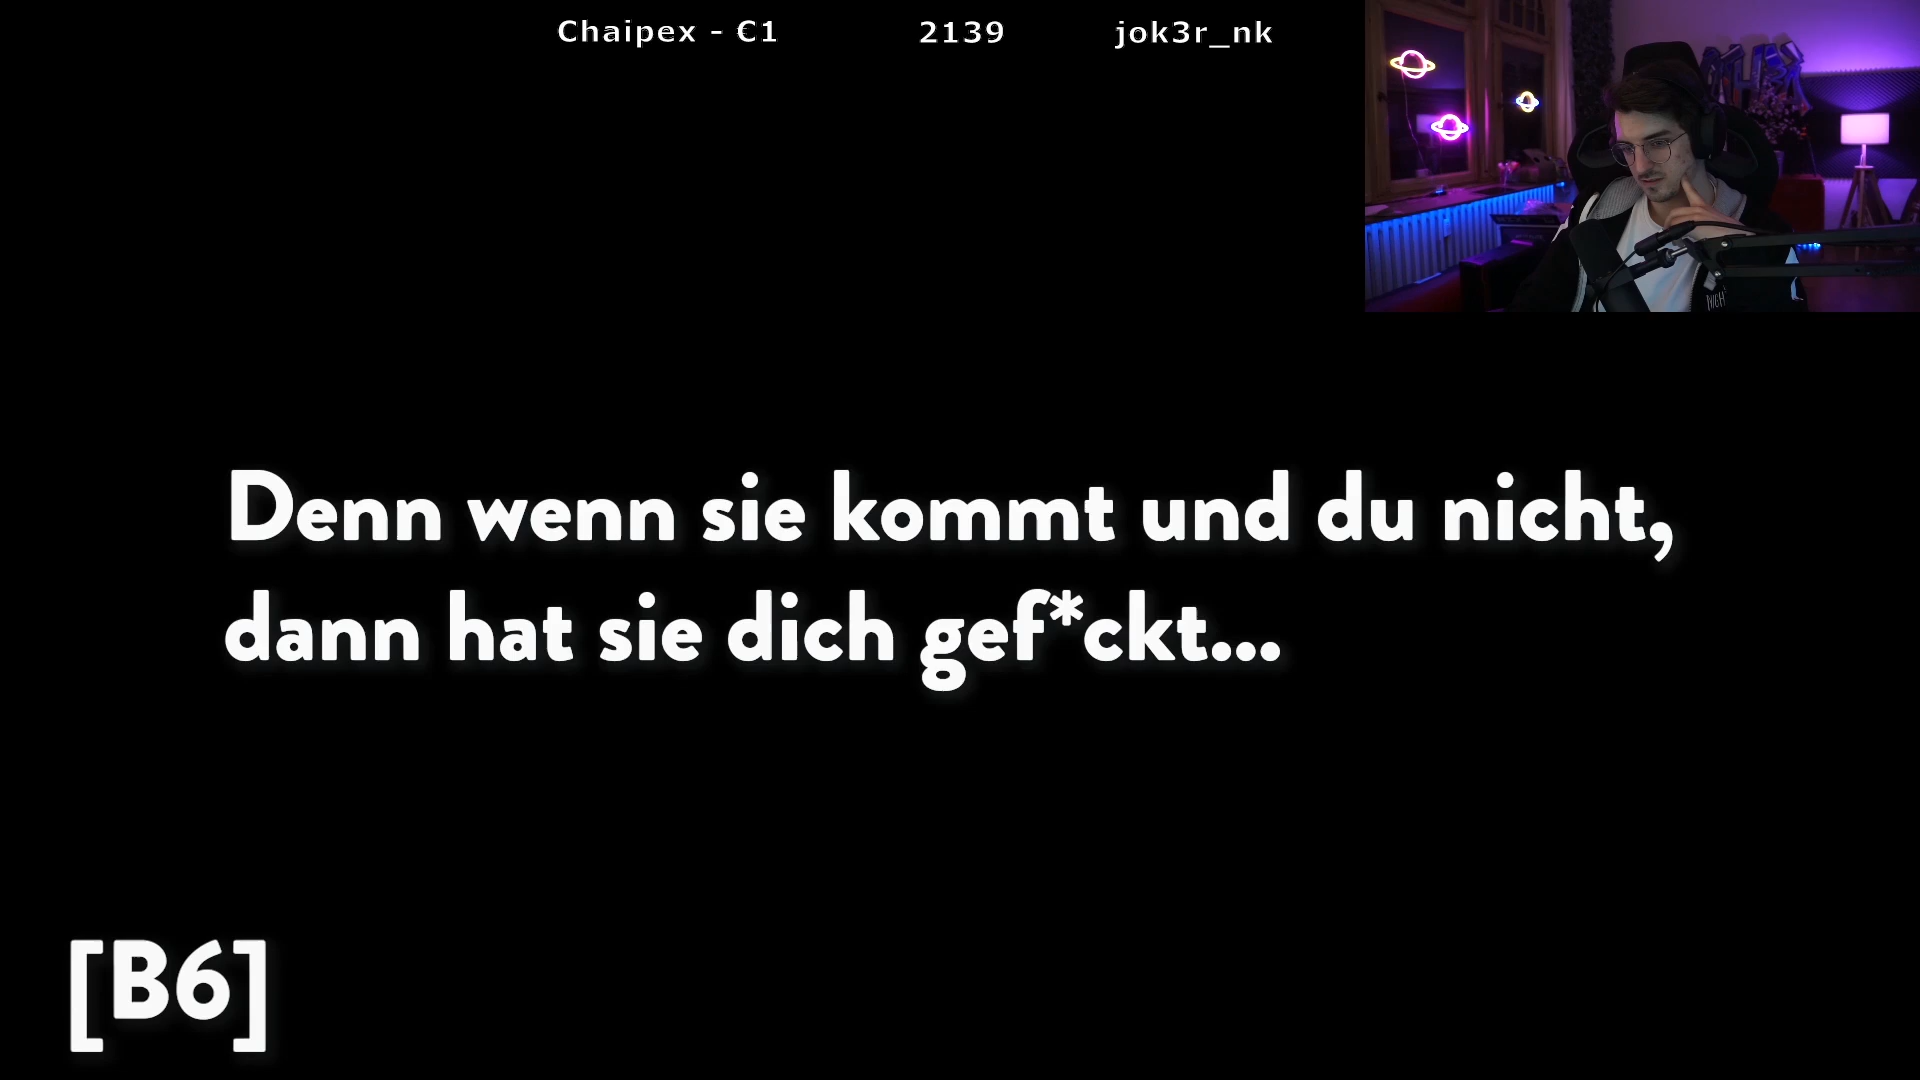 Chaipex - €1 2139 jok3r_nk
Denn wenn sie kommt und du nicht,
dann hat sie dich gef*ckt...
[B6]